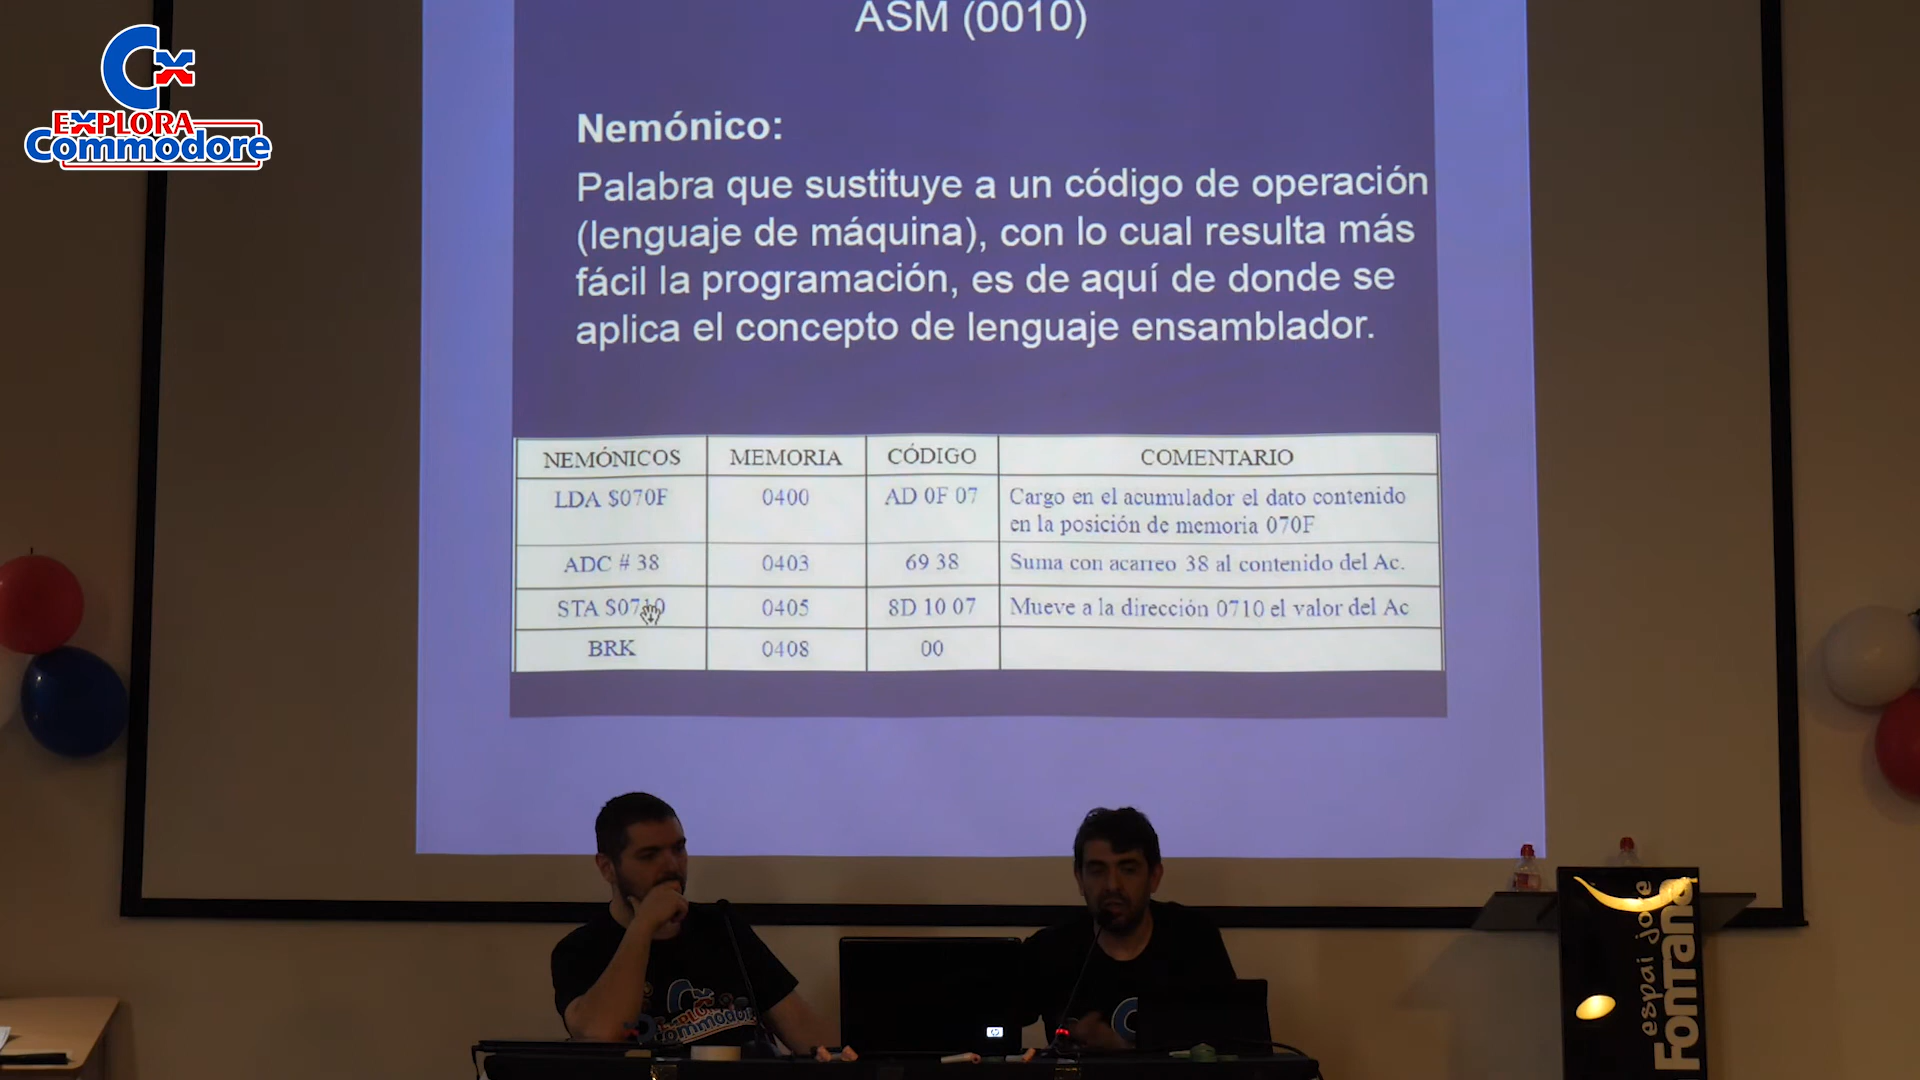 EXPLORA
Commodore
ASM (0010)
Nemónico:
Palabra que sustituye a un código de operación
(lenguaje de máquina), con lo cual resulta más
fácil la programación, es de aquí de donde se
aplica el concepto de lenguaje ensamblador.
NEMÓNICOS MEMORIA CÓDIGO COMENTARIO
LDA $070F 0400 AD 0F 07 Cargo en el acumulador el dato contenido
en la posición de memoria 070F
ADC # 38 0403 69 38 Suma con acarreo 38 al contenido del Ac.
STA $0710 0405 8D 10 07 Mueve a la dirección 0710 el valor del Ac
BRK 0408 00
EXPLORA
Commodore
hp
espai jove
Fontana